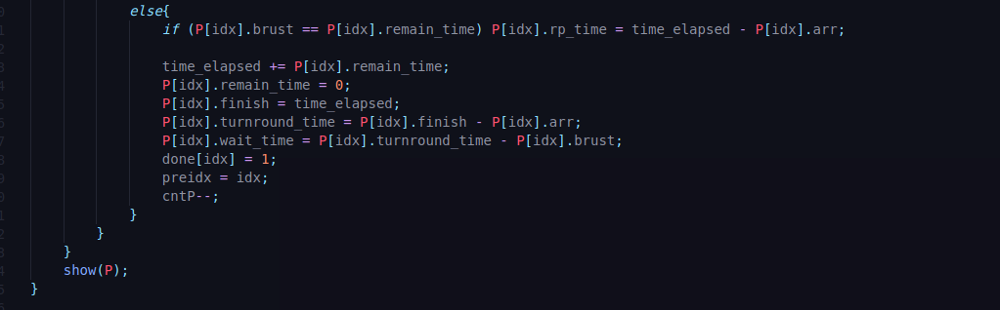 else{
if (P[idx].brust == P[idx].remain_time) P[idx].rp_time = time_elapsed - P[idx].arr;
time_elapsed += P[idx].remain_time;
P[idx].remain_time = 0;
P[idx].finish = time_elapsed;
P[idx].turnround_time = P[idx].finish - P[idx].arr;
P[idx].wait_time = P[idx].turnround_time - P[idx].brust;
done[idx] = 1;
preidx = idx;
cntP--;
}
}
}
show(P);
}